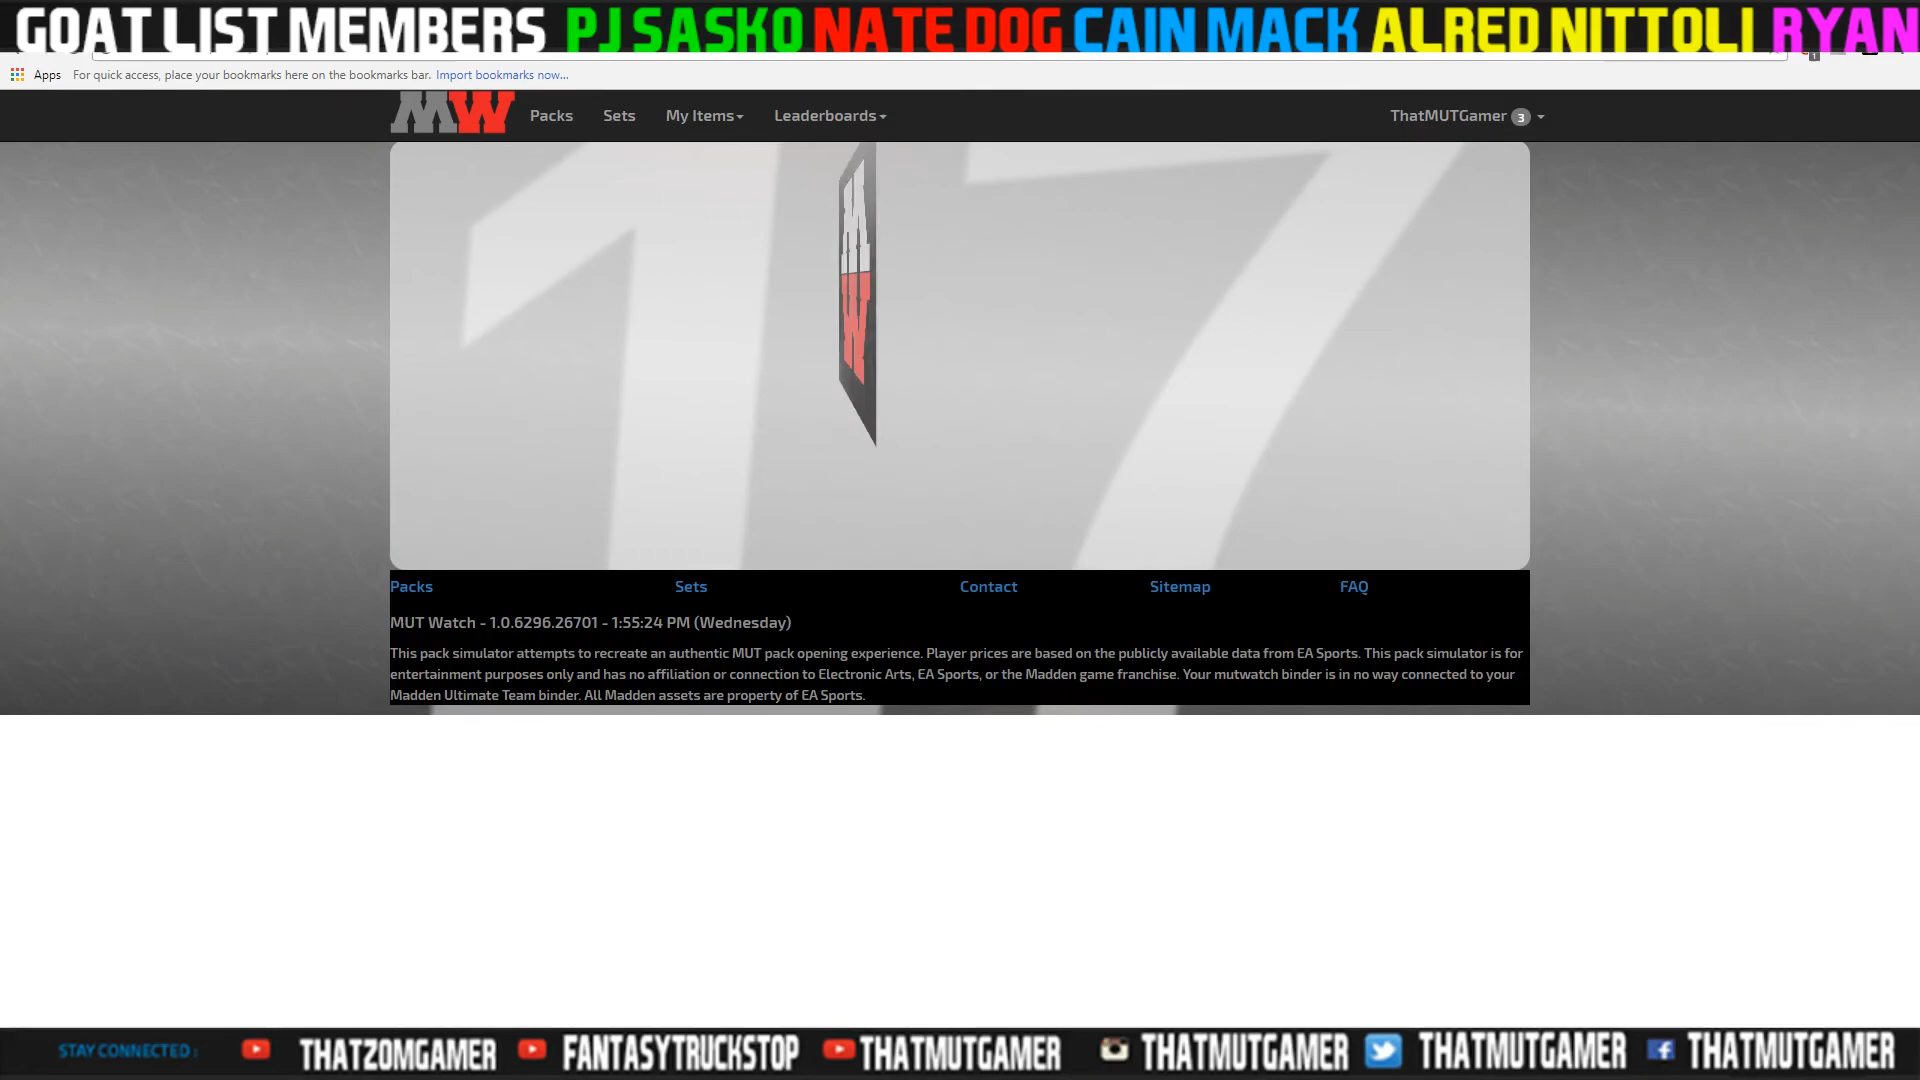 GOAT LIST MEMBERS PJ SASKO NATE DOG CAIN MACK ALRED NITTOLI RYAN
Apps For quick access, place your bookmarks here on the bookmarks bar. Import bookmarks now...
MW Packs Sets My Items Leaderboards ThatMUTGamer 3
17
MW
Packs Sets Contact Sitemap FAQ
MUT Watch - 1.0.6296.26701 - 1:55:24 PM (Wednesday)
This pack simulator attempts to recreate an authentic MUT pack opening experience. Player prices are based on the publicly available data from EA Sports. This pack simulator is for
entertainment purposes only and has no affiliation or connection to Electronic Arts, EA Sports, or the Madden game franchise. Your mutwatch binder is in no way connected to your
Madden Ultimate Team binder. All Madden assets are property of EA Sports.
STAY CONNECTED: THATZOMGAMER FANTASYTRUCKSTOP THATMUTGAMER THATMUTGAMER THATMUTGAMER THATMUTGAMER